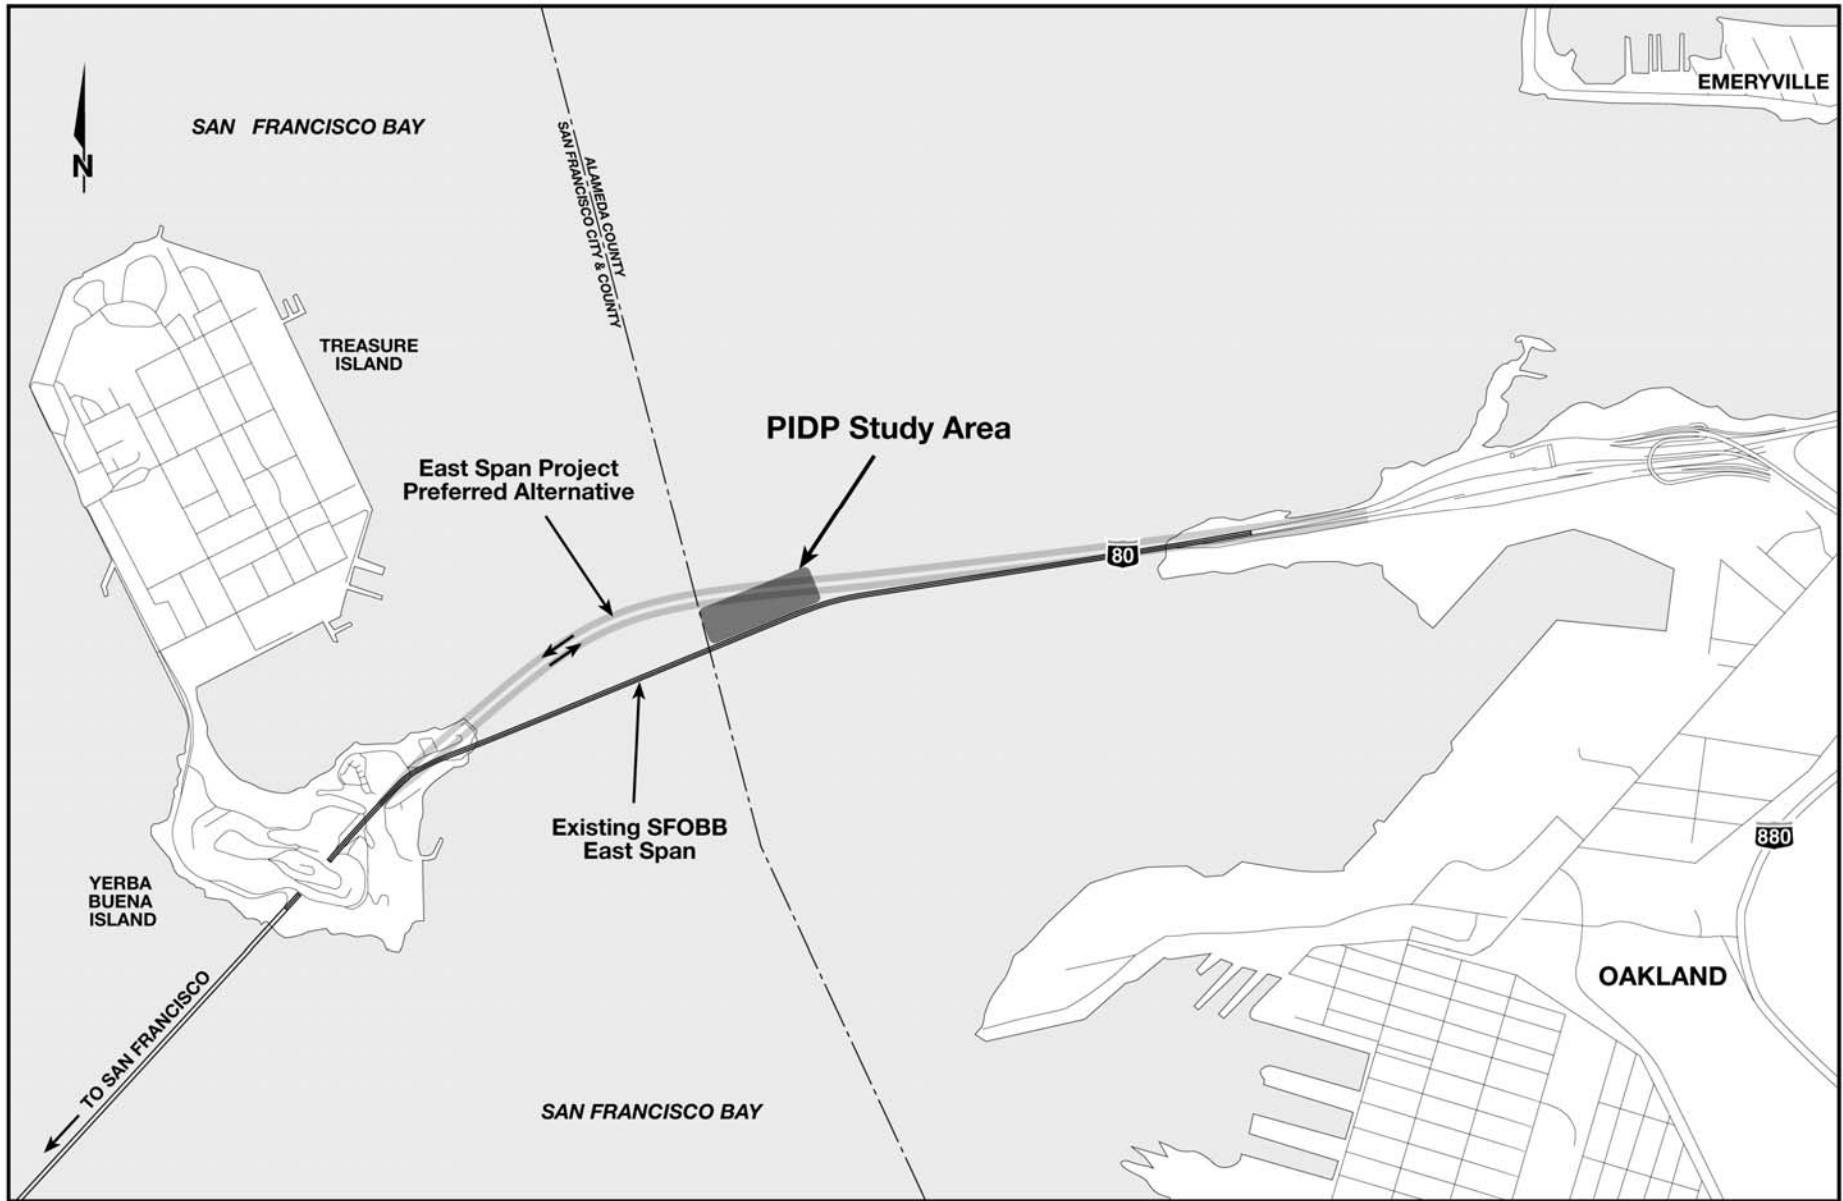 EMERYVILLE
SAN FRANCISCO BAY
N
ALAMEDA COUNTY
SAN FRANCISCO CITY & COUNTY
TREASURE
ISLAND
PIDP Study Area
East Span Project
Preferred Alternative
80
Existing SFOBB
East Span
880
YERBA
BUENA
ISLAND
OAKLAND
TO SAN FRANCISCO
SAN FRANCISCO BAY